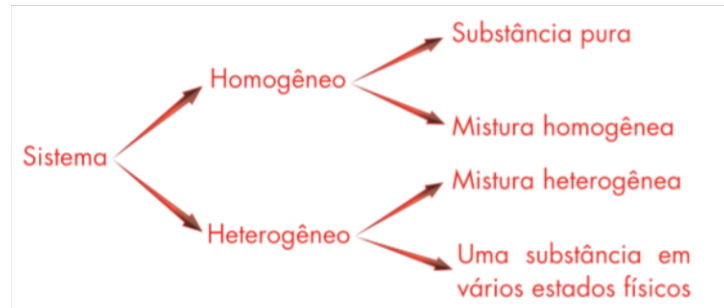 Substância pura
Homogêneo
Mistura homogênea
Sistema
Mistura heterogênea
Heterogêneo
Uma substância em
vários estados físicos